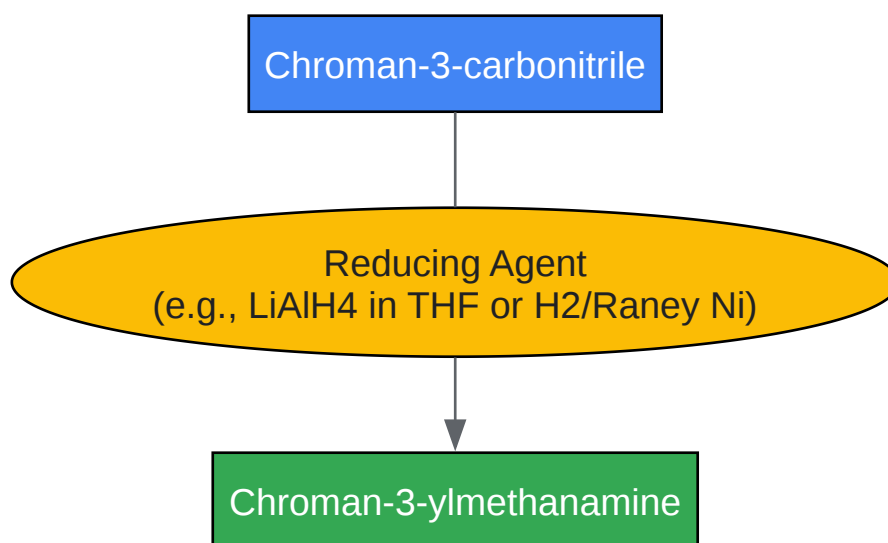 Chroman-3-carbonitrile
Reducing Agent
(e.g., LiAlH4 in THF or H2/Raney Ni)
Chroman-3-ylmethanamine